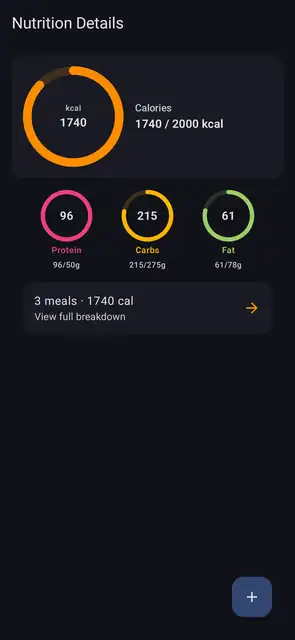 Nutrition Details
kcal
1740
Calories
1740 / 2000 kcal
96
215
61
Protein
Carbs
Fat
96/50g
215/275g
61/78g
3 meals · 1740 cal
View full breakdown